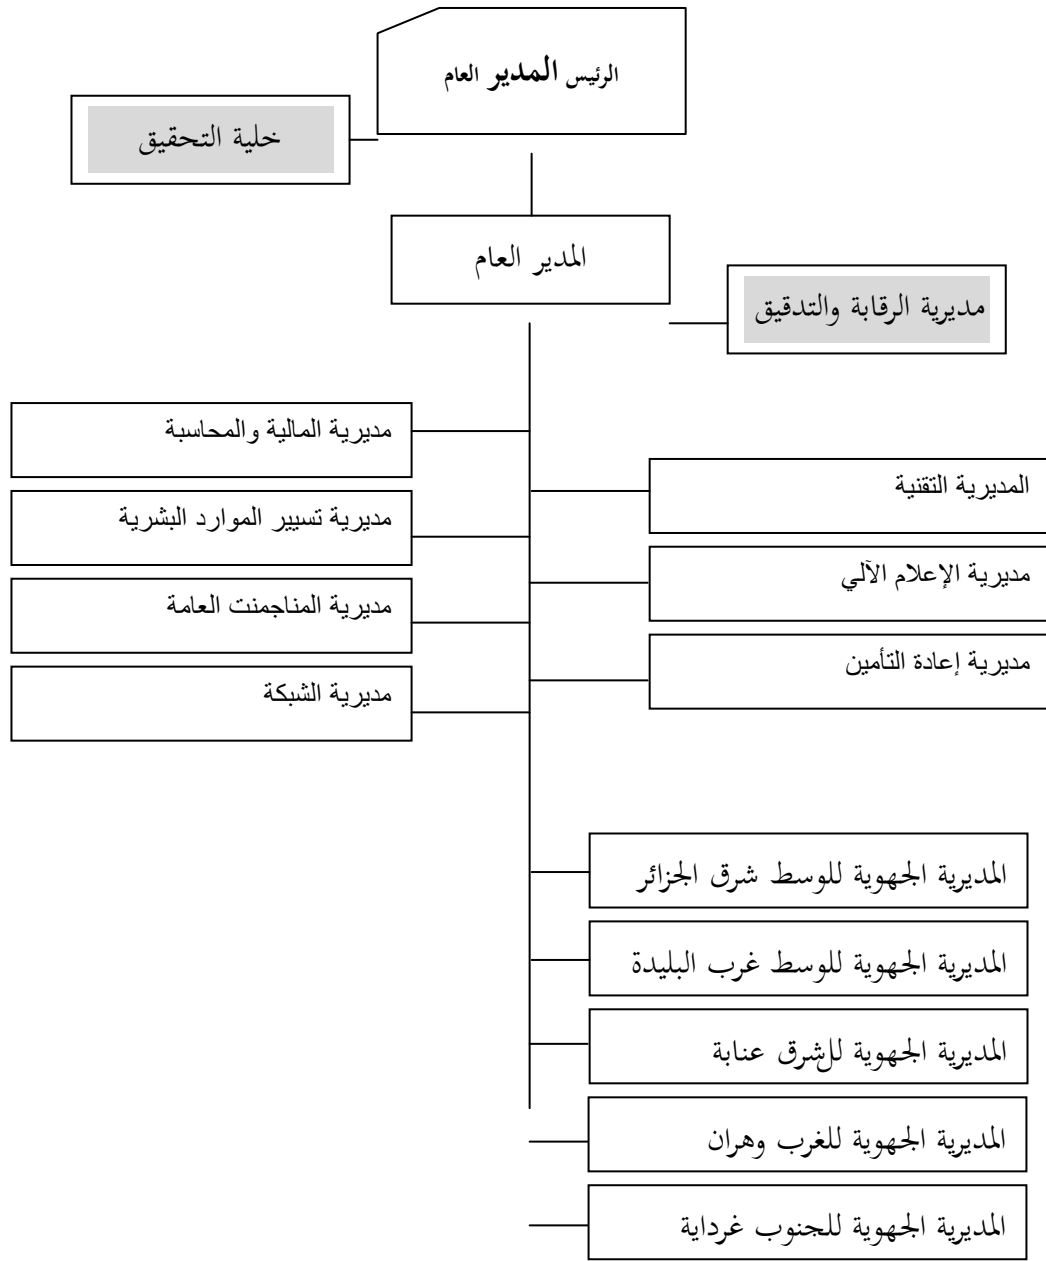 الرئيس المدير العام
خلية التحقيق
المدير العام
مديرية الرقابة والتدقيق
مديرية المالية والمحاسبة
المديرية التقنية
مديرية تسيير الموارد البشرية
مديرية الإعلام الآلي
مديرية المناجمنت العامة
مديرية إعادة التأمين
مديرية الشبكة
المديرية الجهوية للوسط شرق الجزائر
المديرية الجهوية للوسط غرب البليدة
المديرية الجهوية للشرق عنابة
المديرية الجهوية للغرب وهران
المديرية الجهوية للجنوب غرداية